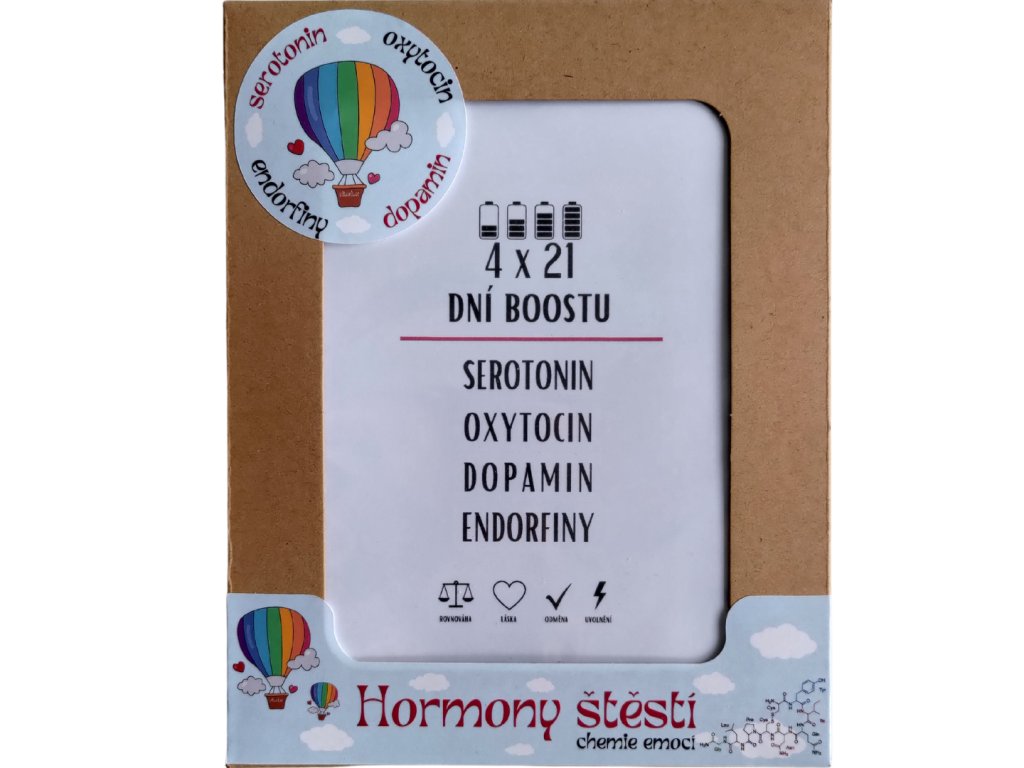 serotonin
oxytocin
endorfiny
dopamin
4 x 21
DNÍ BOOSTU
SEROTONIN
OXYTOCIN
DOPAMIN
ENDORFINY
ROVNOVÁHA LÁSKA ODMĚNA UVOLNĚNÍ
Hormony štěstí
chemie emocí